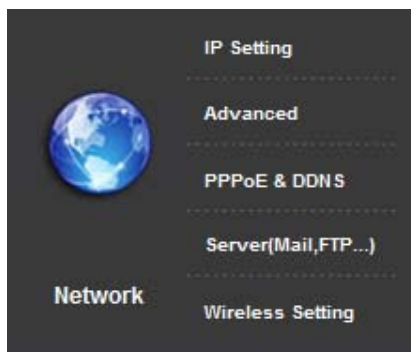 IP Setting
Advanced
PPPoE & DDNS
Server(Mail,FTP...)
Network
Wireless Setting